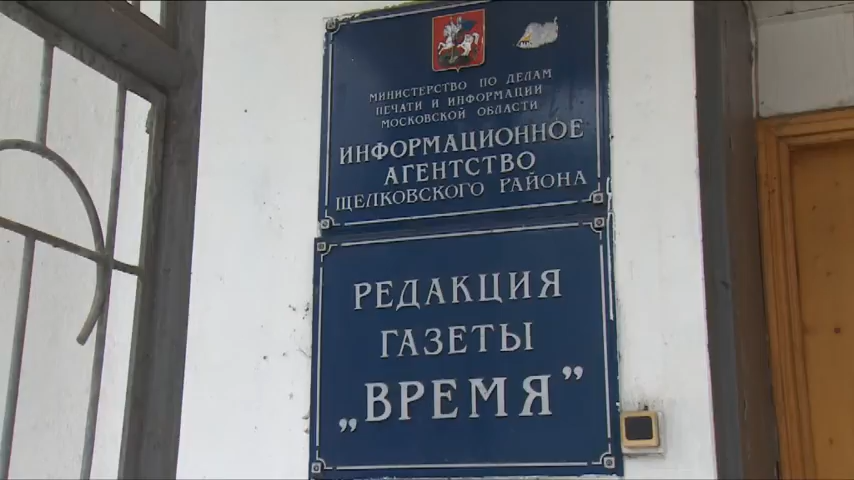 МИНИСТЕРСТВО ПО ДЕЛАМ
ПЕЧАТИ И ИНФОРМАЦИИ
МОСКОВСКОЙ ОБЛАСТИ
ИНФОРМАЦИОННОЕ
АГЕНТСТВО
ЩЕЛКОВСКОГО РАЙОНА
РЕДАКЦИЯ
ГАЗЕТЫ
„ВРЕМЯ”